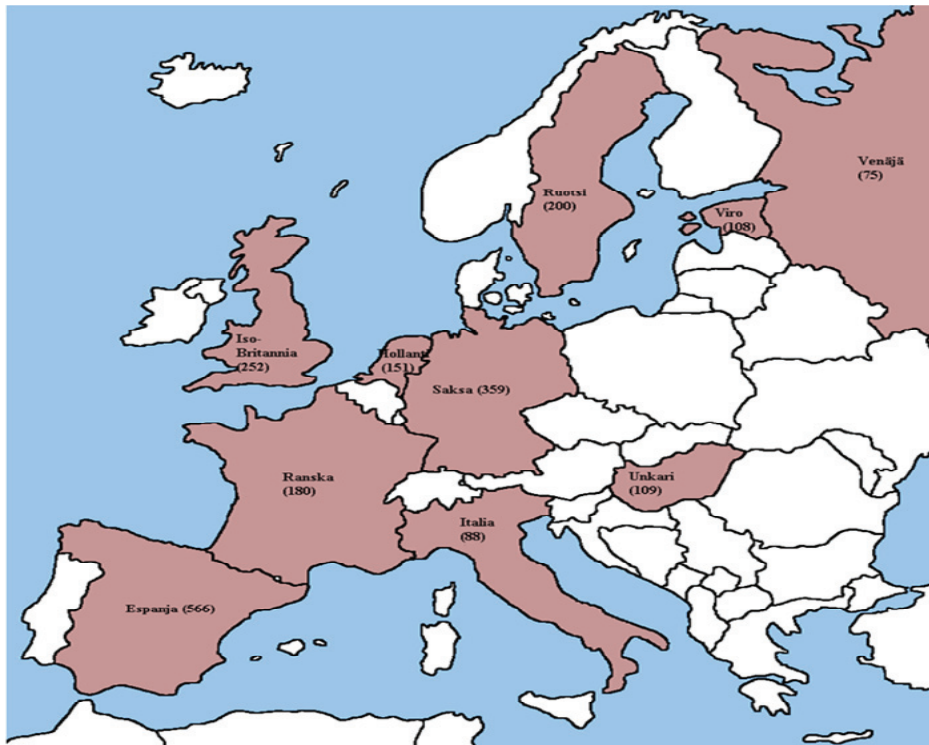 Venäjä
(75)
Ruotsi
(200)
Viro
(108)
Iso-
Britannia
(252)
Hollanti
(151)
Saksa (359)
Ranska
(180)
Unkari
(109)
Italia
(88)
Espanja (566)